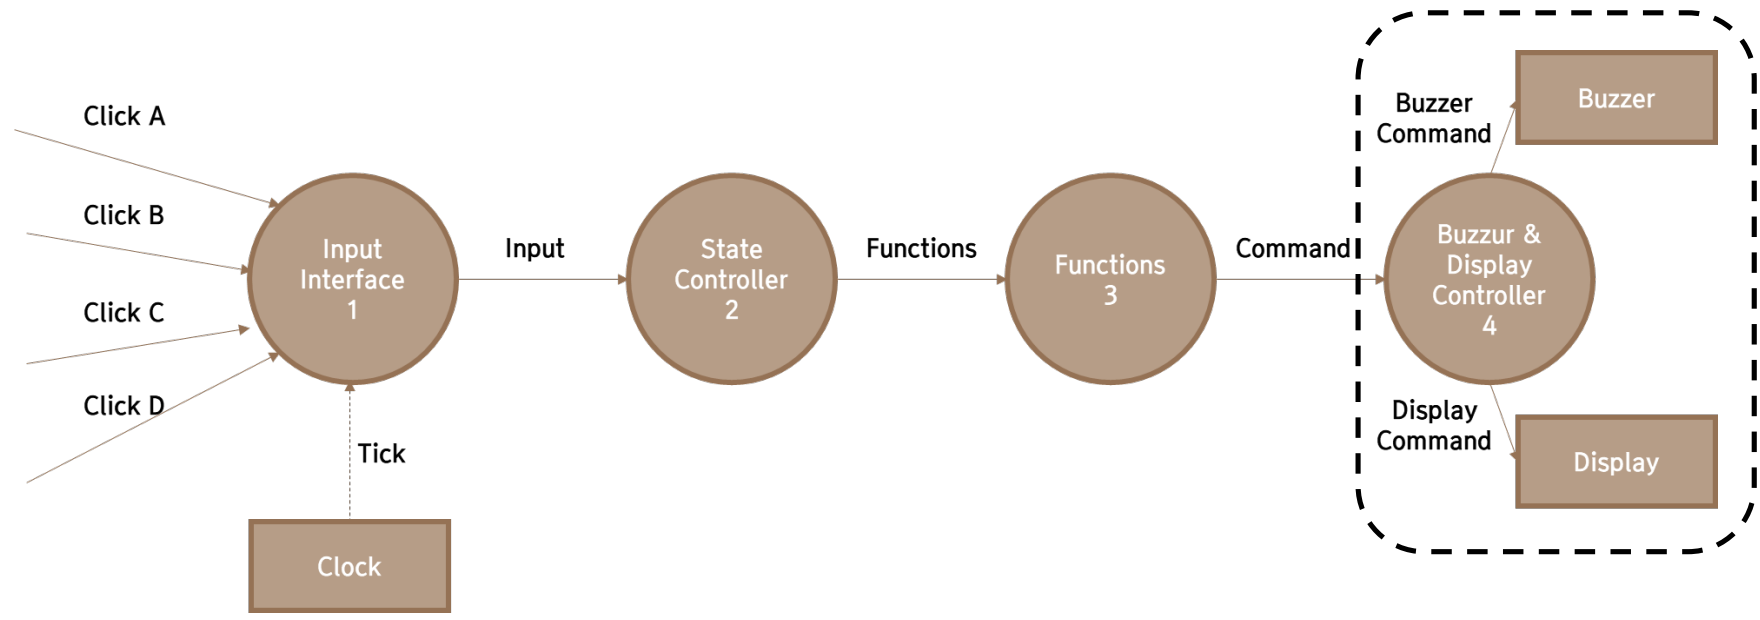 Click A
Click B
Click C
Click D
Input
Interface
1
Tick
Clock
Input
State
Controller
2
Functions
Functions
3
Command
Buzzer
Command
Buzzer
Buzzur &
Display
Controller
4
Display
Command
Display